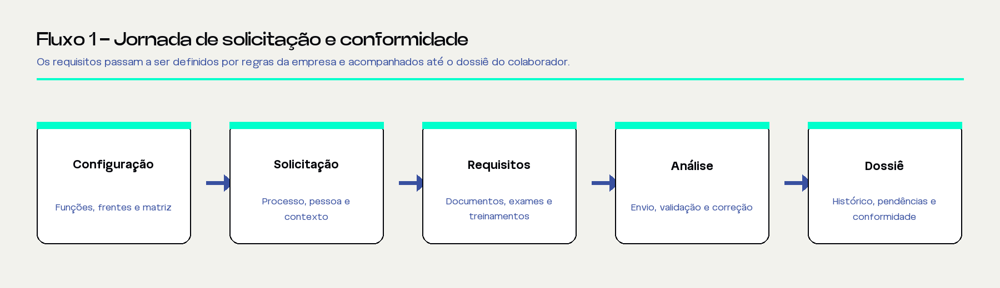 Fluxo 1 – Jornada de solicitação e conformidade
Os requisitos passam a ser definidos por regras da empresa e acompanhados até o dossiê do colaborador.
Configuração
Funções, frentes e matriz
Solicitação
Processo, pessoa e
contexto
Requisitos
Documentos, exames e
treinamentos
Análise
Envio, validação e correção
Dossiê
Histórico, pendências e
conformidade